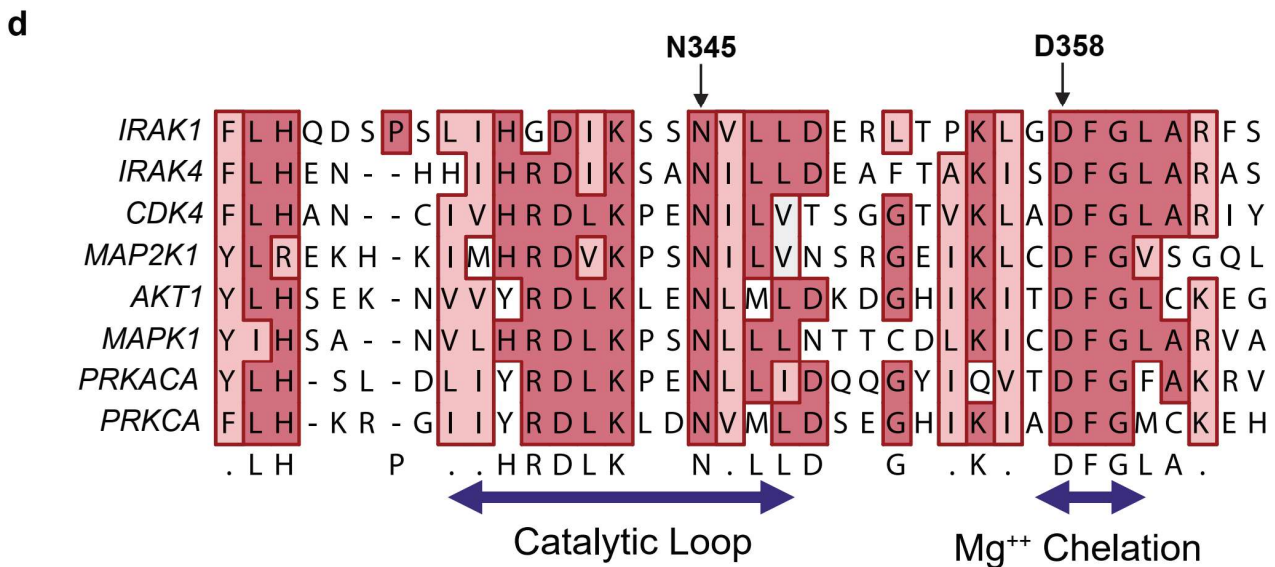 d
N345 D358
IRAK1 F L H Q D S P S L I H G D I K S S N V L L D E R L T P K L G D F G L A R F S
IRAK4 F L H E N - - H H I H R D I K S A N I L L D E A F T A K I S D F G L A R A S
CDK4 F L H A N - - C I V H R D L K P E N I L V T S G G T V K L A D F G L A R I Y
MAP2K1 Y L R E K H - K I M H R D V K P S N I L V N S R G E I K L C D F G V S G Q L
AKT1 Y L H S E K - N V V Y R D L K L E N L M L D K D G H I K I T D F G L C K E G
MAPK1 Y I H S A - - N V L H R D L K P S N L L L N T T C D L K I C D F G L A R V A
PRKACA Y L H - S L - D L I Y R D L K P E N L L I D Q Q G Y I Q V T D F G F A K R V
PRKCA F L H - K R - G I I Y R D L K L D N V M L D S E G H I K I A D F G M C K E H
. L H P . . H R D L K N . L L D G . K . D F G L A .
Catalytic Loop Mg++ Chelation